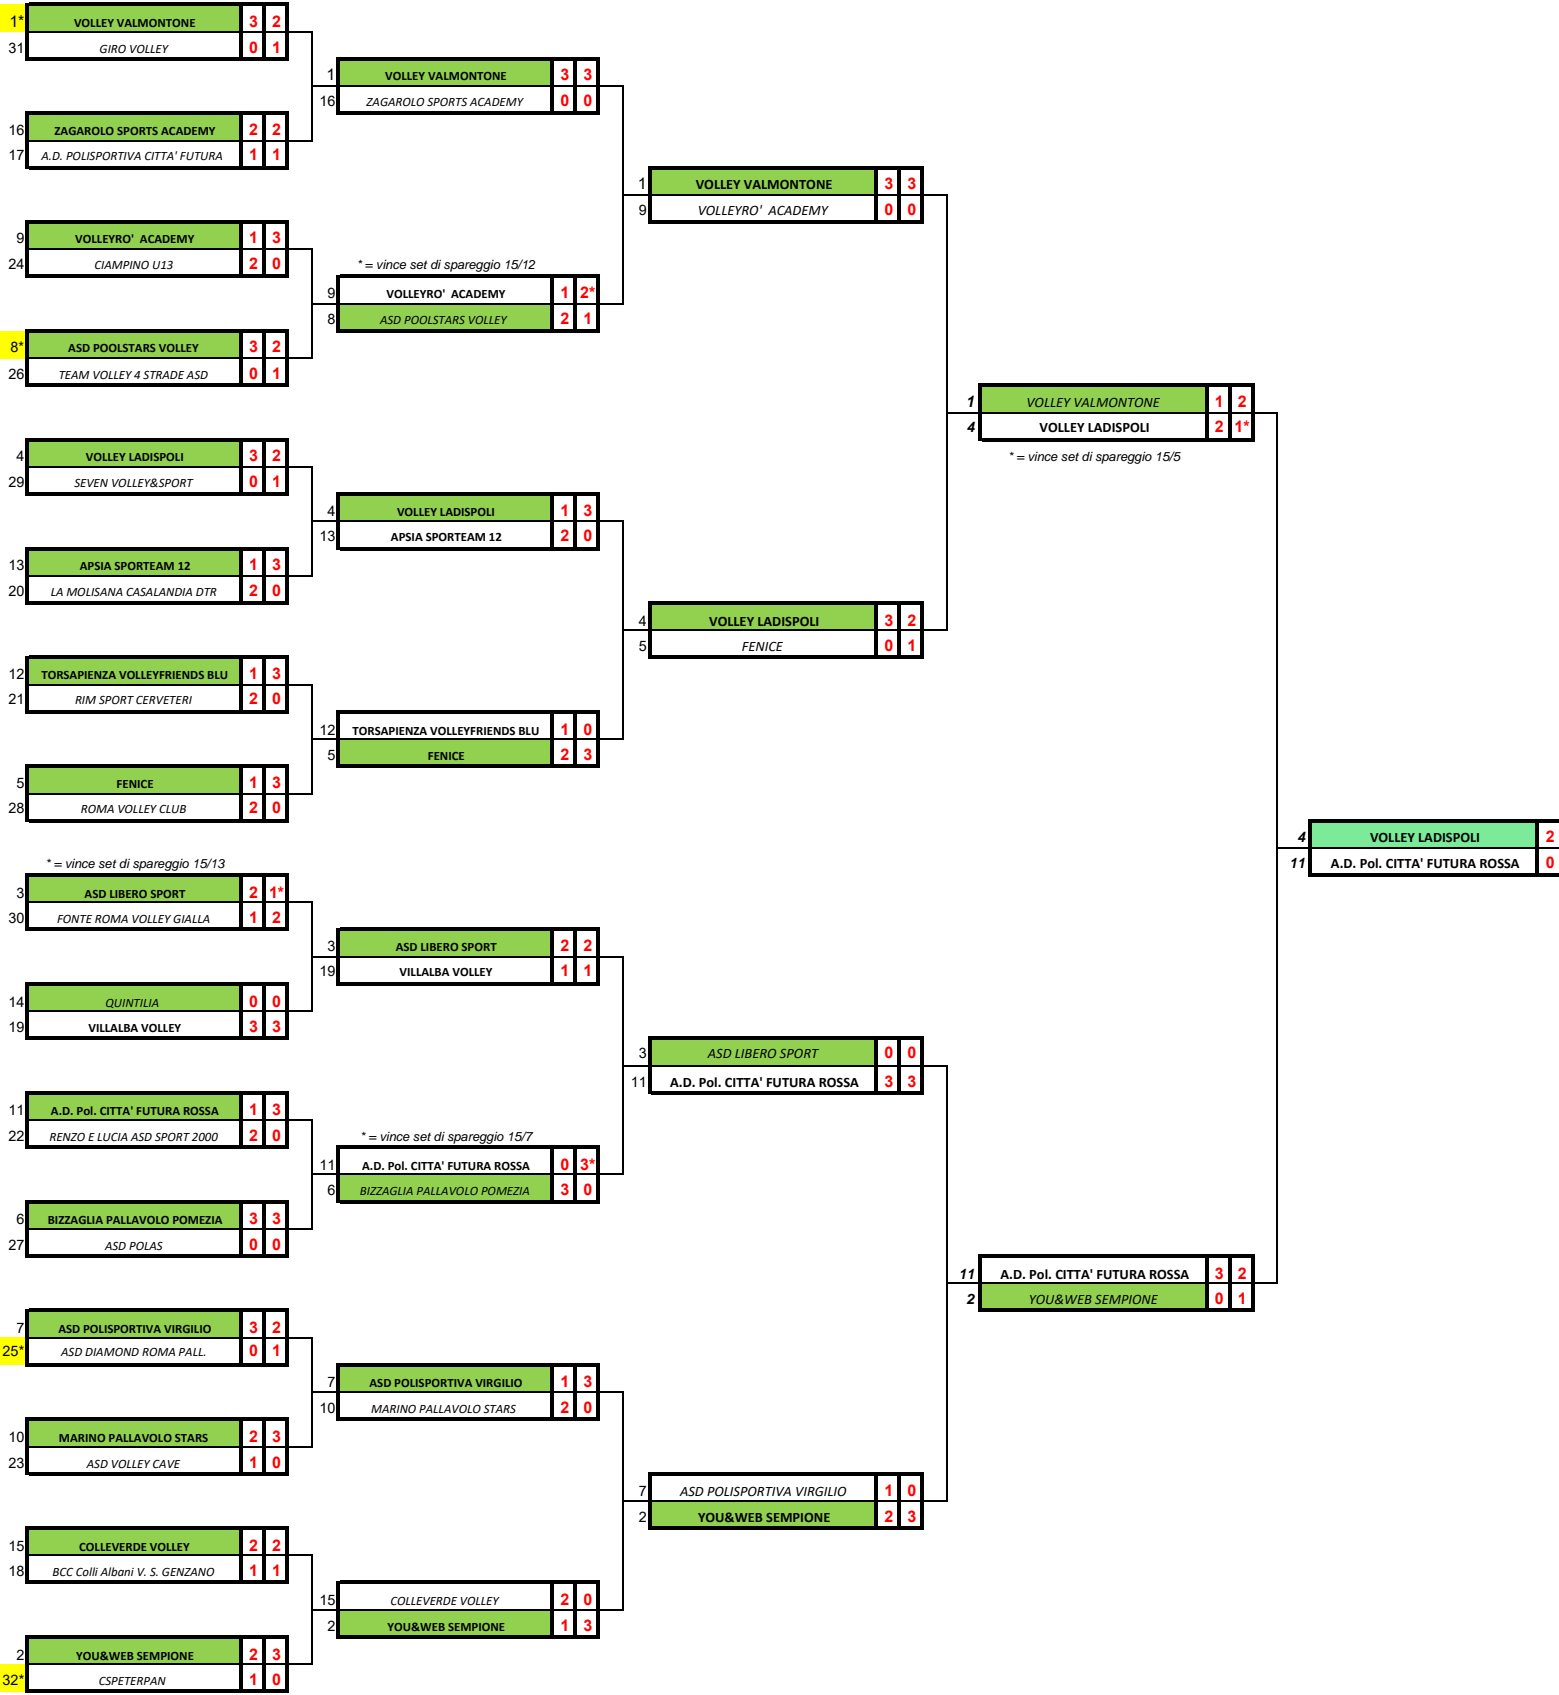 1* VOLLEY VALMONTONE 3 2
31 GIRO VOLLEY 0 1
16 ZAGAROLO SPORTS ACADEMY 2 2
17 A.D. POLISPORTIVA CITTA' FUTURA 1 1
9 VOLLEYRO' ACADEMY 1 3
24 CIAMPINO U13 2 0
8* ASD POOLSTARS VOLLEY 3 2
26 TEAM VOLLEY 4 STRADE ASD 0 1
4 VOLLEY LADISPOLI 3 2
29 SEVEN VOLLEY&SPORT 0 1
13 APSIA SPORTEAM 12 1 3
20 LA MOLISANA CASALANDIA DTR 2 0
12 TORSAPIENZA VOLLEYFRIENDS BLU 1 3
21 RIM SPORT CERVETERI 2 0
5 FENICE 1 3
28 ROMA VOLLEY CLUB 2 0
* = vince set di spareggio 15/13
3 ASD LIBERO SPORT 2 1*
30 FONTE ROMA VOLLEY GIALLA 1 2
14 QUINTILIA 0 0
19 VILLALBA VOLLEY 3 3
11 A.D. Pol. CITTA' FUTURA ROSSA 1 3
22 RENZO E LUCIA ASD SPORT 2000 2 0
6 BIZZAGLIA PALLAVOLO POMEZIA 3 3
27 ASD POLAS 0 0
7 ASD POLISPORTIVA VIRGILIO 3 2
25* ASD DIAMOND ROMA PALL. 0 1
10 MARINO PALLAVOLO STARS 2 3
23 ASD VOLLEY CAVE 1 0
15 COLLEVERDE VOLLEY 2 2
18 BCC Colli Albani V. S. GENZANO 1 1
2 YOU&WEB SEMPIONE 2 3
32* CSPETERPAN 1 0
1 VOLLEY VALMONTONE 3 3
16 ZAGAROLO SPORTS ACADEMY 0 0
* = vince set di spareggio 15/12
9 VOLLEYRO' ACADEMY 1 2*
8 ASD POOLSTARS VOLLEY 2 1
4 VOLLEY LADISPOLI 1 3
13 APSIA SPORTEAM 12 2 0
12 TORSAPIENZA VOLLEYFRIENDS BLU 1 0
5 FENICE 2 3
3 ASD LIBERO SPORT 2 2
19 VILLALBA VOLLEY 1 1
* = vince set di spareggio 15/7
11 A.D. Pol. CITTA' FUTURA ROSSA 0 3*
6 BIZZAGLIA PALLAVOLO POMEZIA 3 0
7 ASD POLISPORTIVA VIRGILIO 1 3
10 MARINO PALLAVOLO STARS 2 0
15 COLLEVERDE VOLLEY 2 0
2 YOU&WEB SEMPIONE 1 3
1 VOLLEY VALMONTONE 3 3
9 VOLLEYRO' ACADEMY 0 0
4 VOLLEY LADISPOLI 3 2
5 FENICE 0 1
3 ASD LIBERO SPORT 0 0
11 A.D. Pol. CITTA' FUTURA ROSSA 3 3
7 ASD POLISPORTIVA VIRGILIO 1 0
2 YOU&WEB SEMPIONE 2 3
1 VOLLEY VALMONTONE 1 2
4 VOLLEY LADISPOLI 2 1*
* = vince set di spareggio 15/5
11 A.D. Pol. CITTA' FUTURA ROSSA 3 2
2 YOU&WEB SEMPIONE 0 1
4 VOLLEY LADISPOLI 2
11 A.D. Pol. CITTA' FUTURA ROSSA 0